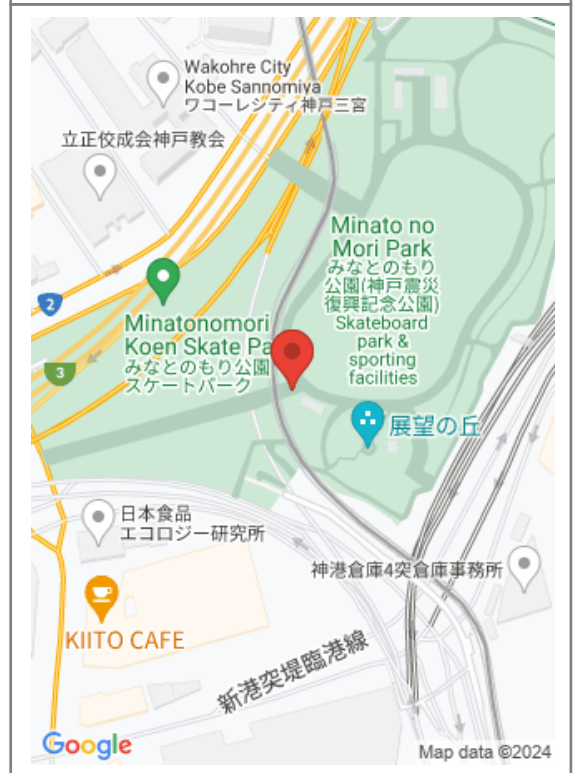 Wakohre City
Kobe Sannomiya
ワコーレシティ神戸三宮
立正佼成会神戸教会
Minato no
Mori Park
みなとのもり
公園(神戸震災
復興記念公園)
Skateboard
park &
sporting
facilities
2
Minatonomori
Koen Skate Pa
みなとのもり公園
スケートパーク
3
展望の丘
日本食品
エコロジー研究所
神港倉庫4突倉庫事務所
KIITO CAFE
新港突堤臨港線
Google
Map data ©2024